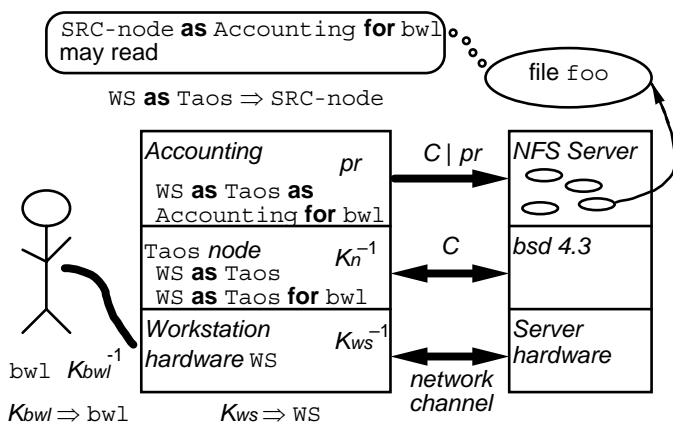 SRC-node as Accounting for bwl
may read
file foo
WS as Taos ⇒ SRC-node
Accounting
pr
WS as Taos as
Accounting for bwl
C | pr
NFS Server
Taos node
Kn⁻¹
WS as Taos
WS as Taos for bwl
C
bsd 4.3
Workstation
hardware WS
Kws⁻¹
network
channel
Server
hardware
bwl Kbwl⁻¹
Kbwl ⇒ bwl
Kws ⇒ WS